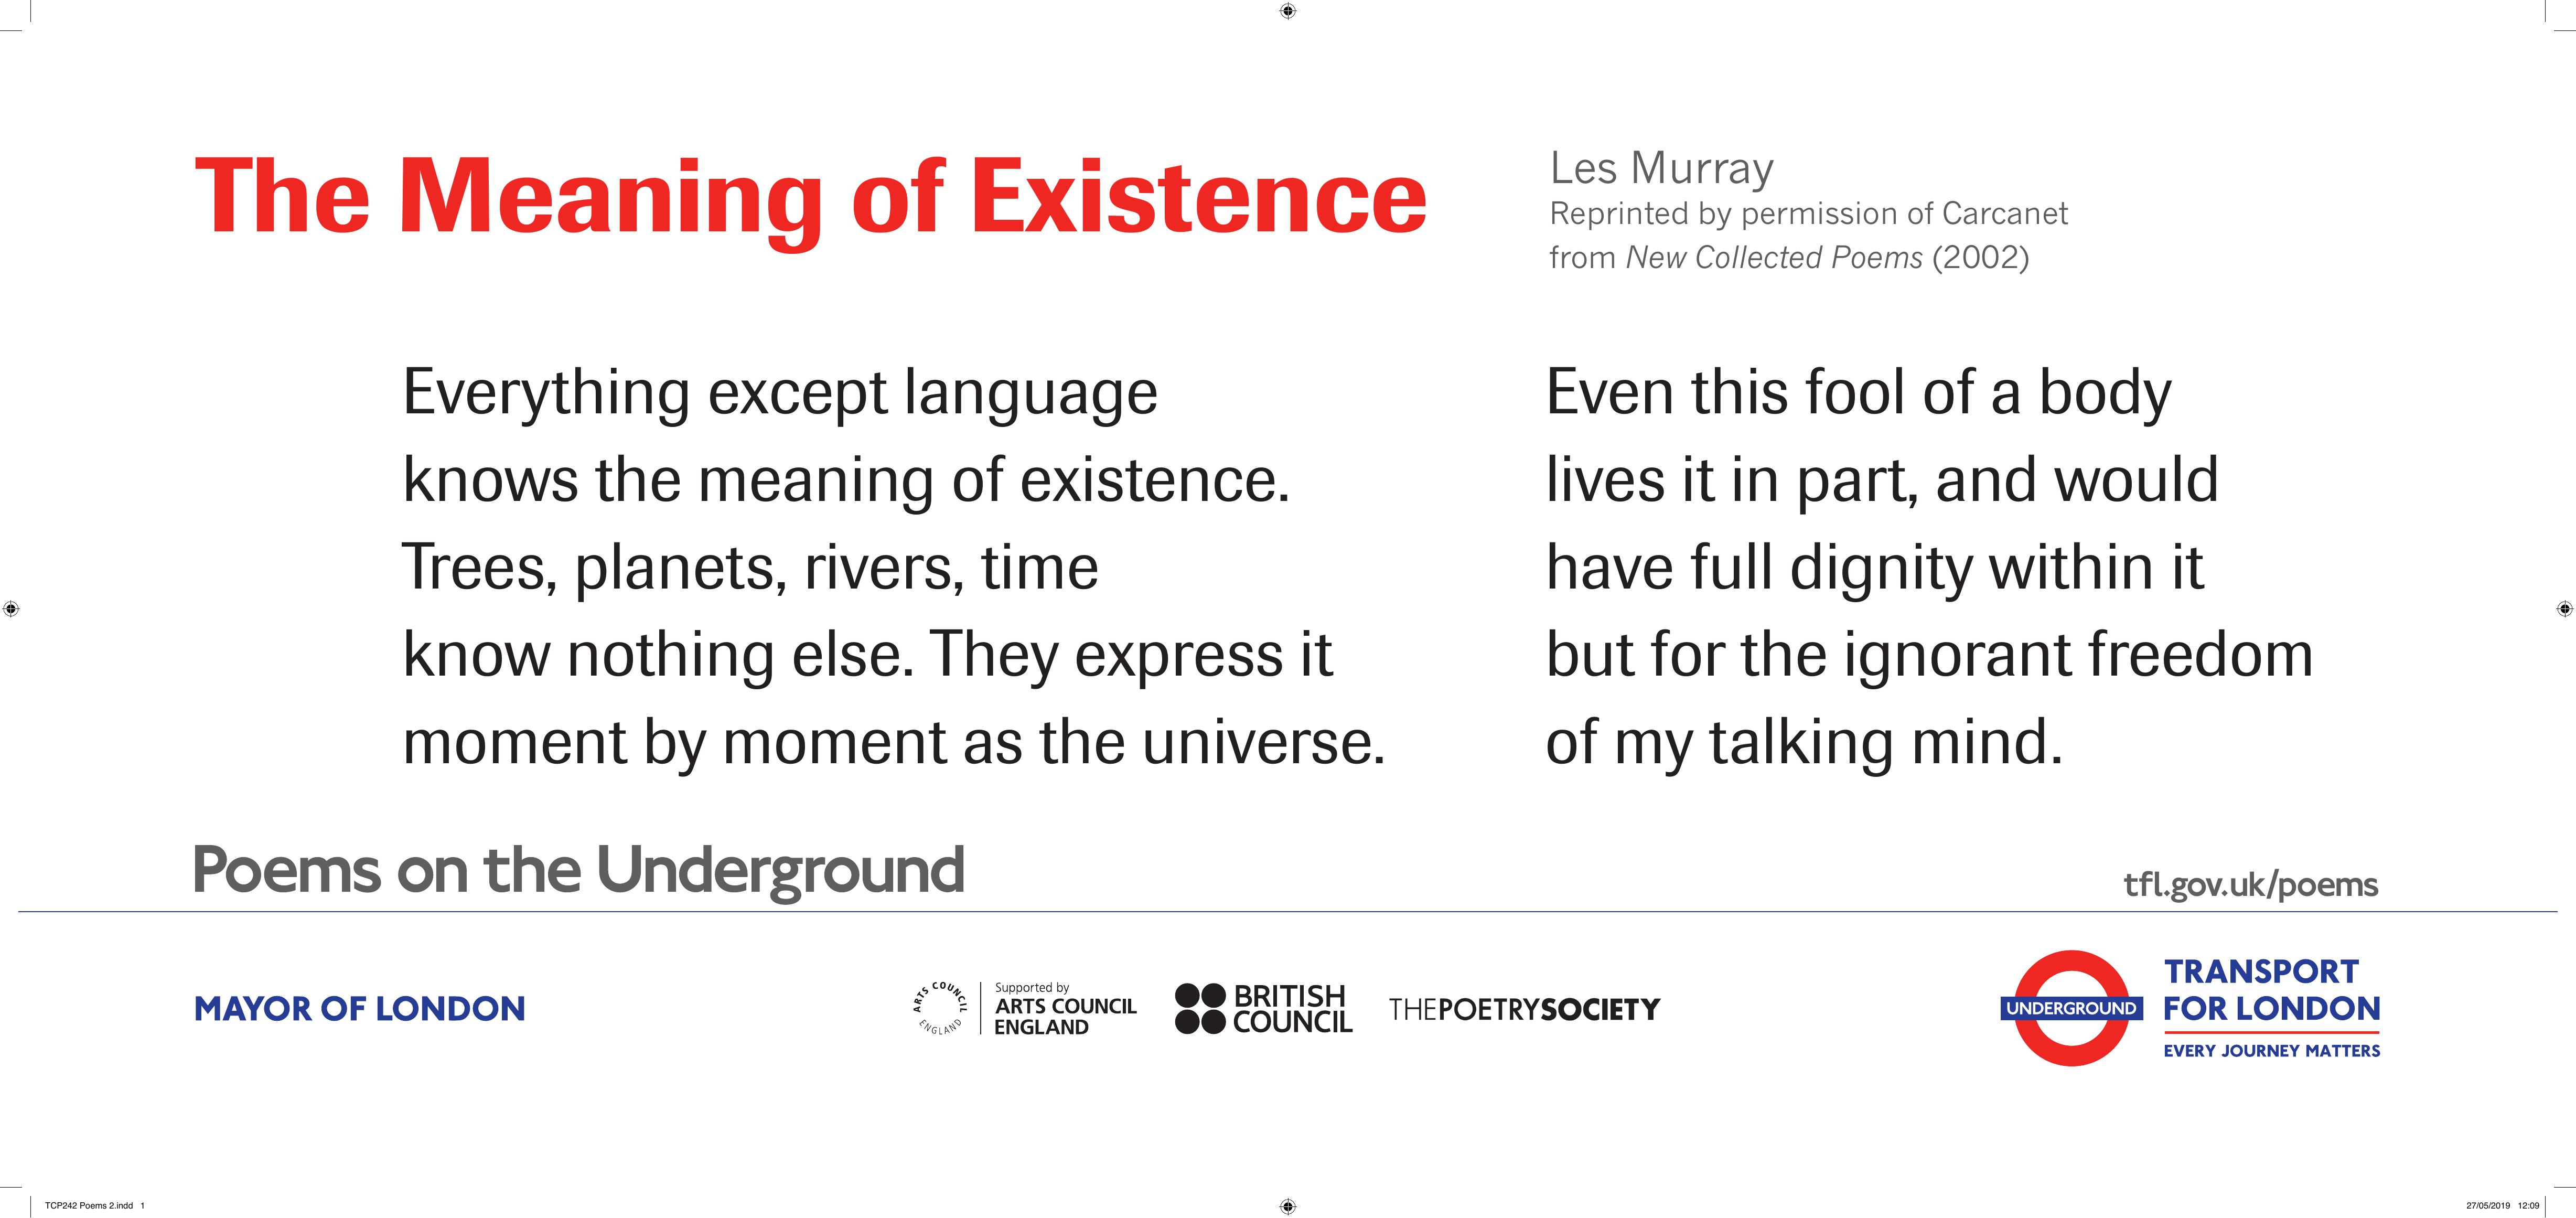 The Meaning of Existence
Les Murray
Reprinted by permission of Carcanet
from New Collected Poems (2002)
Everything except language
knows the meaning of existence.
Trees, planets, rivers, time
know nothing else. They express it
moment by moment as the universe.
Even this fool of a body
lives it in part, and would
have full dignity within it
but for the ignorant freedom
of my talking mind.
Poems on the Underground
tfl.gov.uk/poems
MAYOR OF LONDON
ARTS COUNCIL ENGLAND
Supported by
ARTS COUNCIL
ENGLAND
BRITISH
COUNCIL
THEPOETRYSOCIETY
UNDERGROUND
TRANSPORT
FOR LONDON
EVERY JOURNEY MATTERS
TCP242 Poems 2.indd 1
27/05/2019 12:09